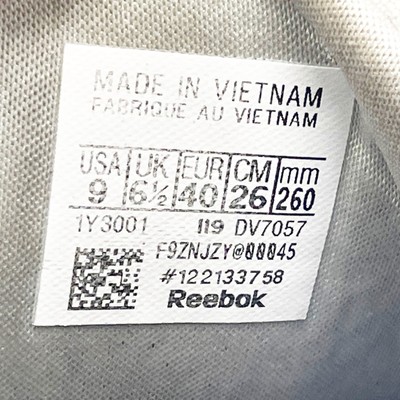 MADE IN VIETNAM
FABRIQUE AU VIETNAM
USA UK EUR CM mm
9 6½ 40 26 260
1Y3001 119 DV7057
F9ZNJZY@00045
#122133758
Reebok